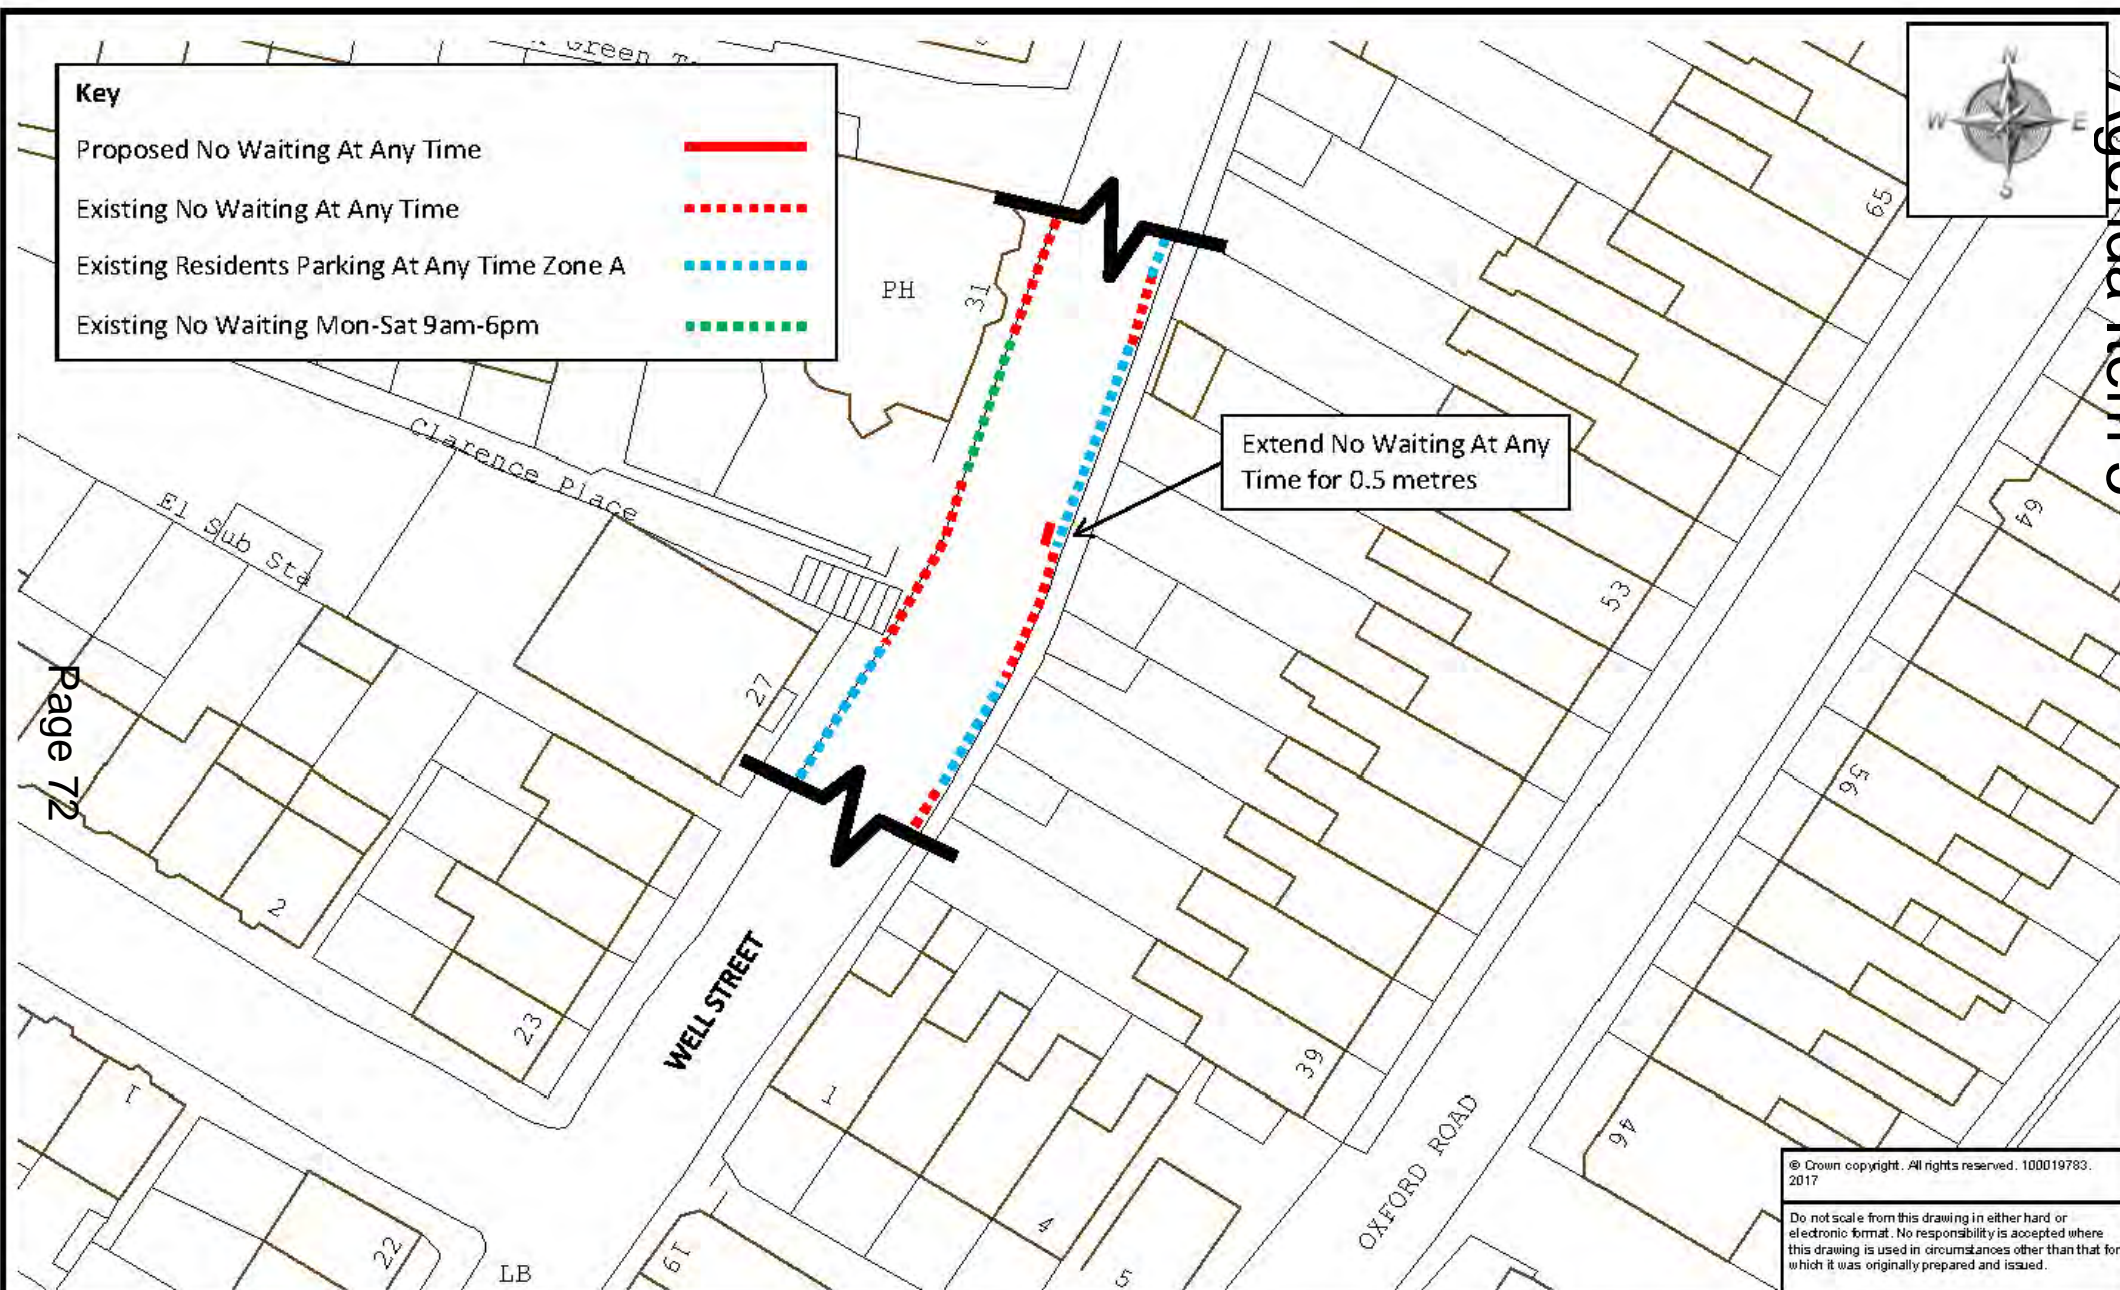 Key
Proposed No Waiting At Any Time
Existing No Waiting At Any Time
Existing Residents Parking At Any Time Zone A
Existing No Waiting Mon-Sat 9am-6pm
Green
N
W
E
S
PH
31
65
Extend No Waiting At Any
Time for 0.5 metres
Clarence Place
El Sub Sta
64
53
27
56
Page 72
2
23
WELL STREET
1
39
46
1
OXFORD ROAD
4
5
22
LB
19
© Crown copyright. All rights reserved. 100019783.
2017
Do not scale from this drawing in either hard or
electronic format. No responsibility is accepted where
this drawing is used in circumstances other than that for
which it was originally prepared and issued.